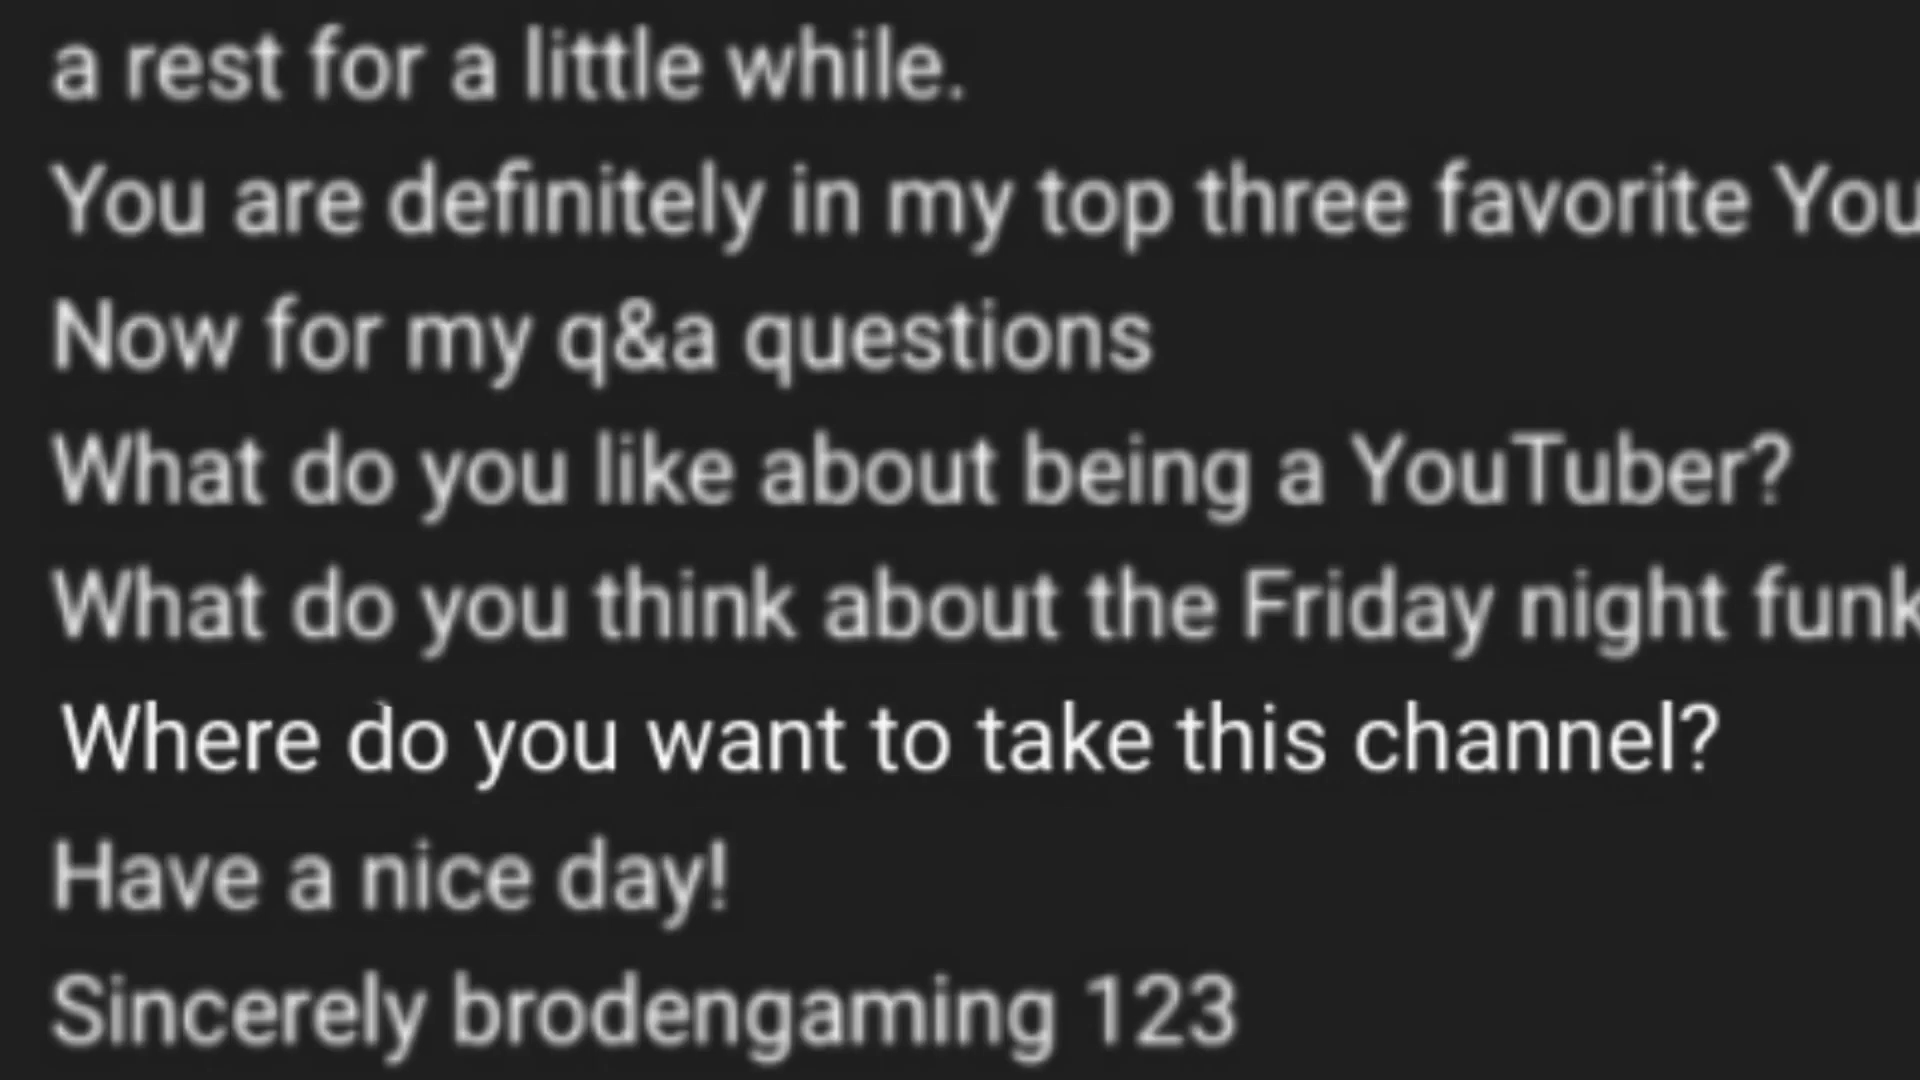 a rest for a little while.
You are definitely in my top three favorite You
Now for my q&a questions
What do you like about being a YouTuber?
What do you think about the Friday night funk
Where do you want to take this channel?
Have a nice day!
Sincerely brodengaming 123